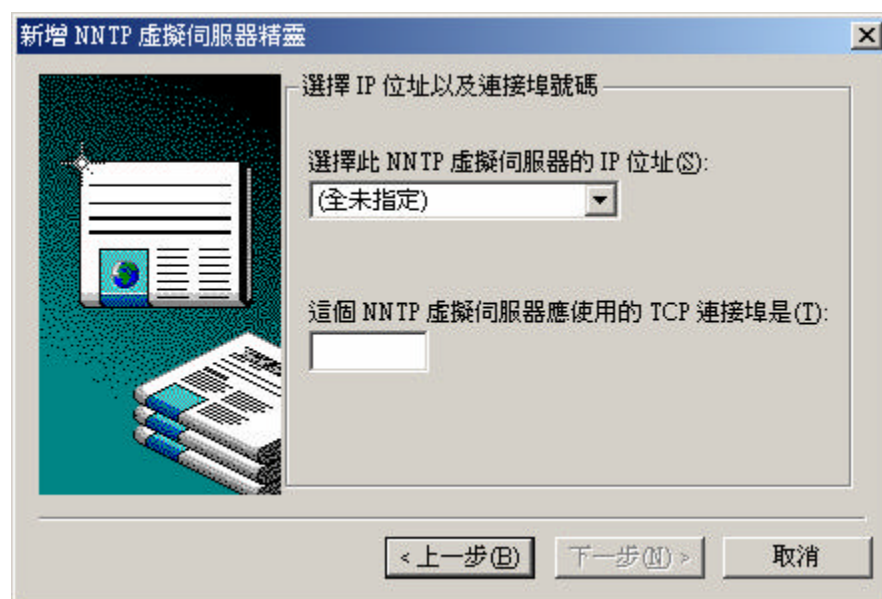 新增 NNTP 虛擬伺服器精靈
選擇 IP 位址以及連接埠號碼
選擇此 NNTP 虛擬伺服器的 IP 位址(S):
(全未指定)
這個 NNTP 虛擬伺服器應使用的 TCP 連接埠是(T):
< 上一步(B)
下一步(N) >
取消